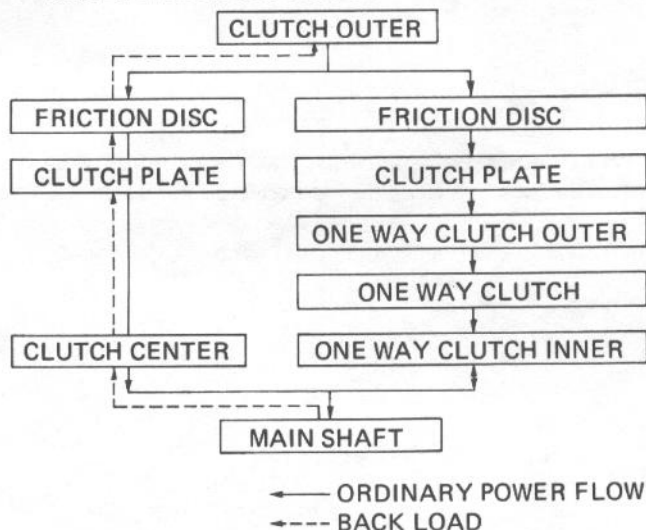 CLUTCH OUTER
FRICTION DISC
FRICTION DISC
CLUTCH PLATE
CLUTCH PLATE
ONE WAY CLUTCH OUTER
ONE WAY CLUTCH
CLUTCH CENTER
ONE WAY CLUTCH INNER
MAIN SHAFT
ORDINARY POWER FLOW
BACK LOAD